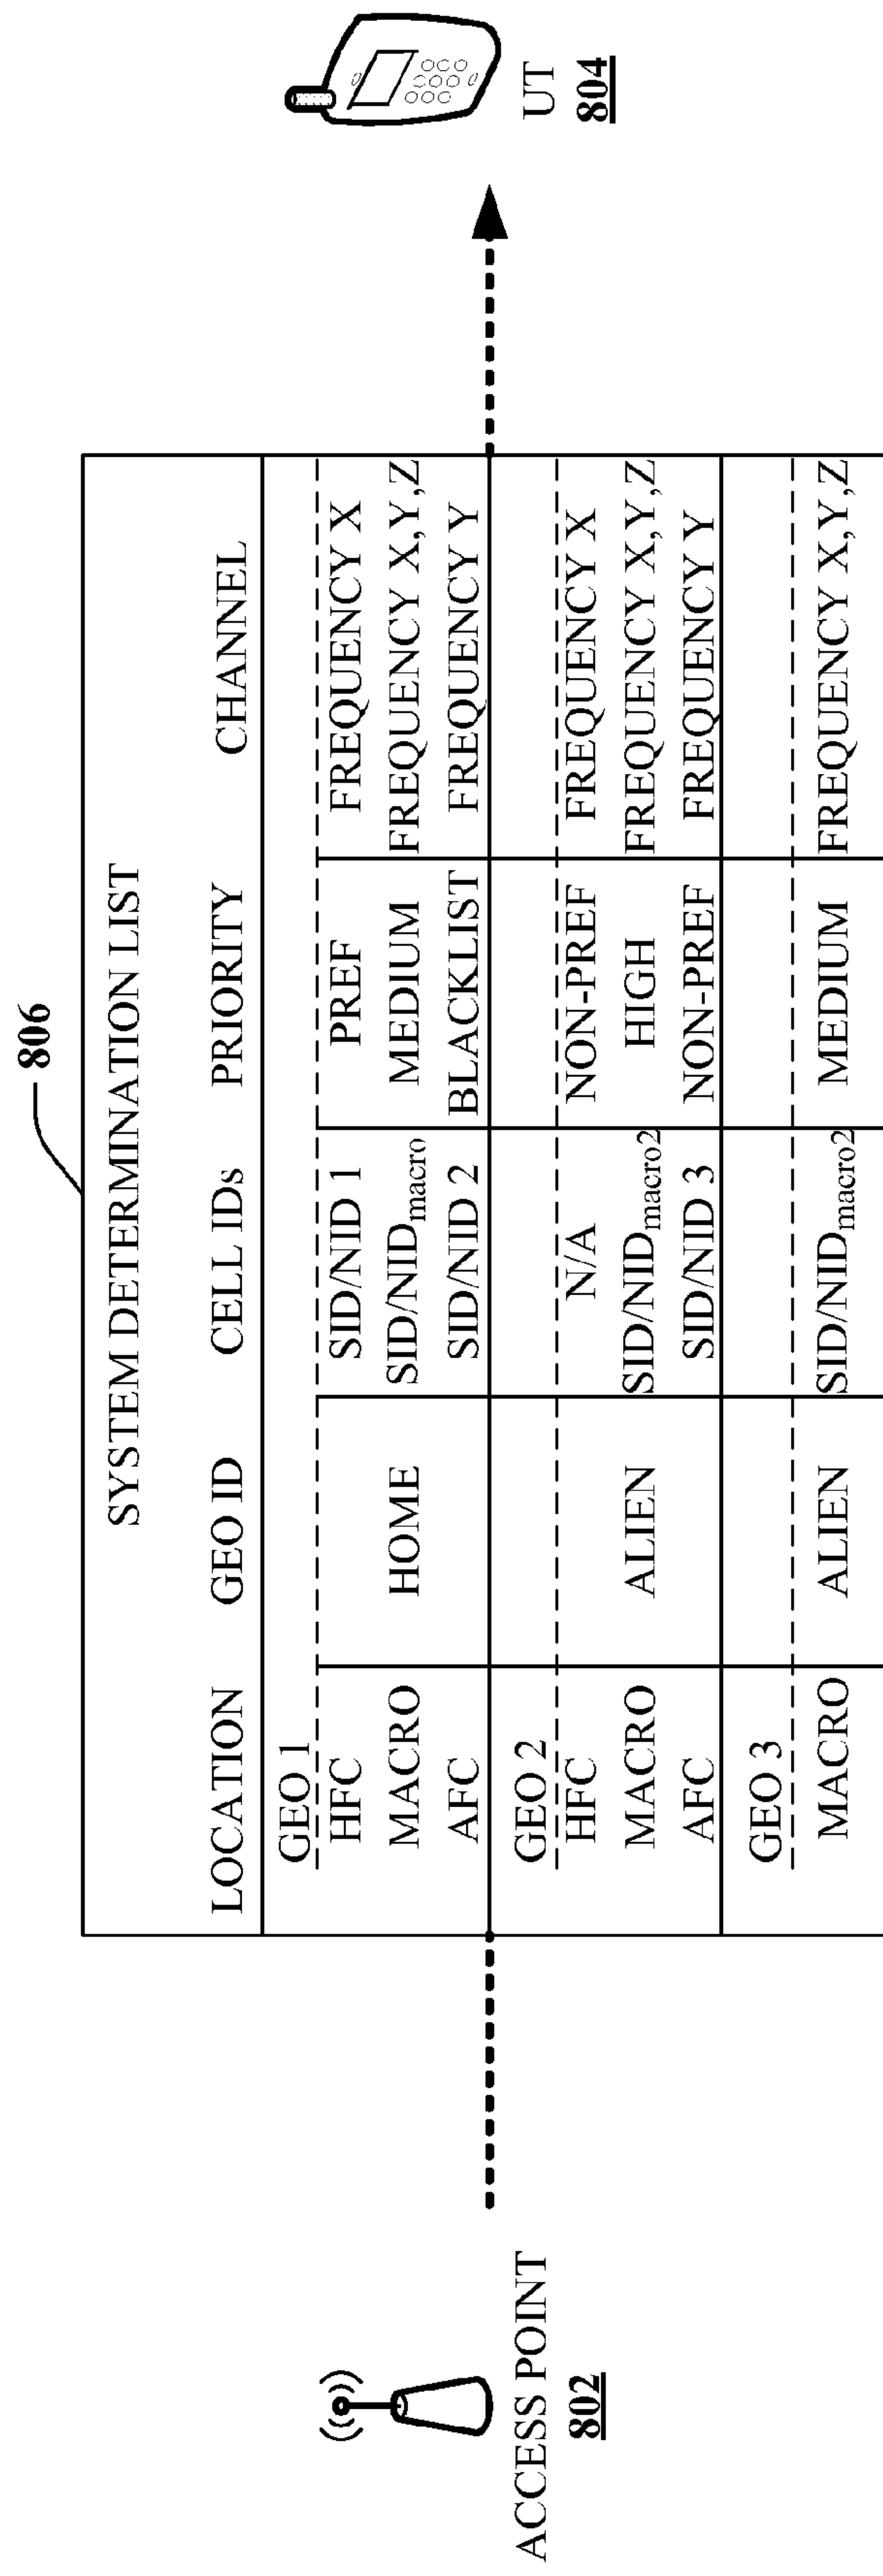 806
SYSTEM DETERMINATION LIST
LOCATION GEO ID CELL IDs PRIORITY CHANNEL
GEO 1
HFC SID/NID 1 PREF FREQUENCY X
MACRO HOME SID/NIDmacro MEDIUM FREQUENCY X,Y,Z
AFC SID/NID 2 BLACKLIST FREQUENCY Y
GEO 2
HFC N/A NON-PREF FREQUENCY X
MACRO ALIEN SID/NIDmacro2 HIGH FREQUENCY X,Y,Z
AFC SID/NID 3 NON-PREF FREQUENCY Y
GEO 3
MACRO ALIEN SID/NIDmacro2 MEDIUM FREQUENCY X,Y,Z
ACCESS POINT
802
UT
804